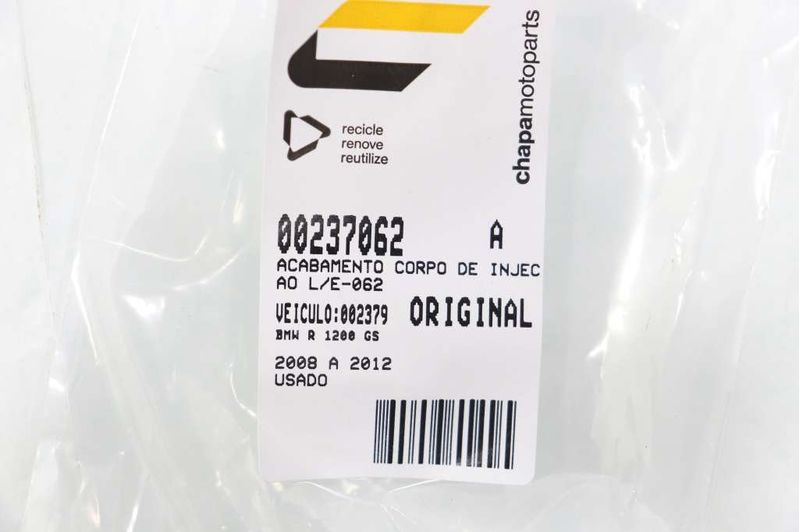 chapamotoparts
recicle
renove
reutilize
00237062 A
ACABAMENTO CORPO DE INJEC
AO L/E-062
VEICULO:002379 ORIGINAL
BMW R 1200 GS
2008 A 2012
USADO